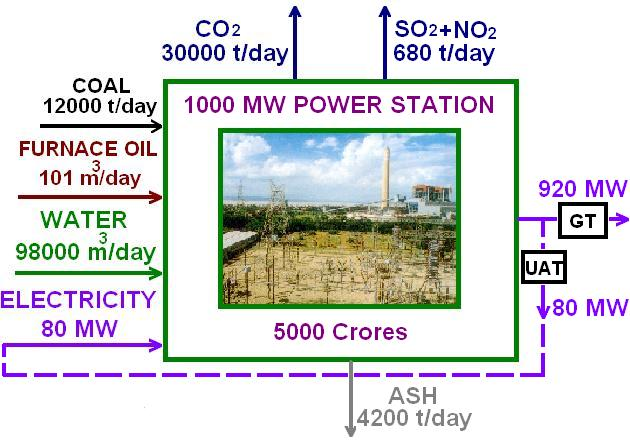 CO2
30000 t/day
SO2+NO2
680 t/day
COAL
12000 t/day
1000 MW POWER STATION
FURNACE OIL
101 m3/day
WATER
98000 m3/day
ELECTRICITY
80 MW
920 MW
GT
UAT
80 MW
5000 Crores
ASH
4200 t/day